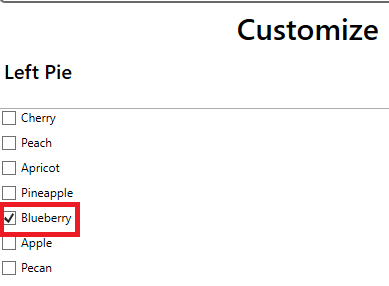 Customize
Left Pie
Cherry
Peach
Apricot
Pineapple
Blueberry
Apple
Pecan